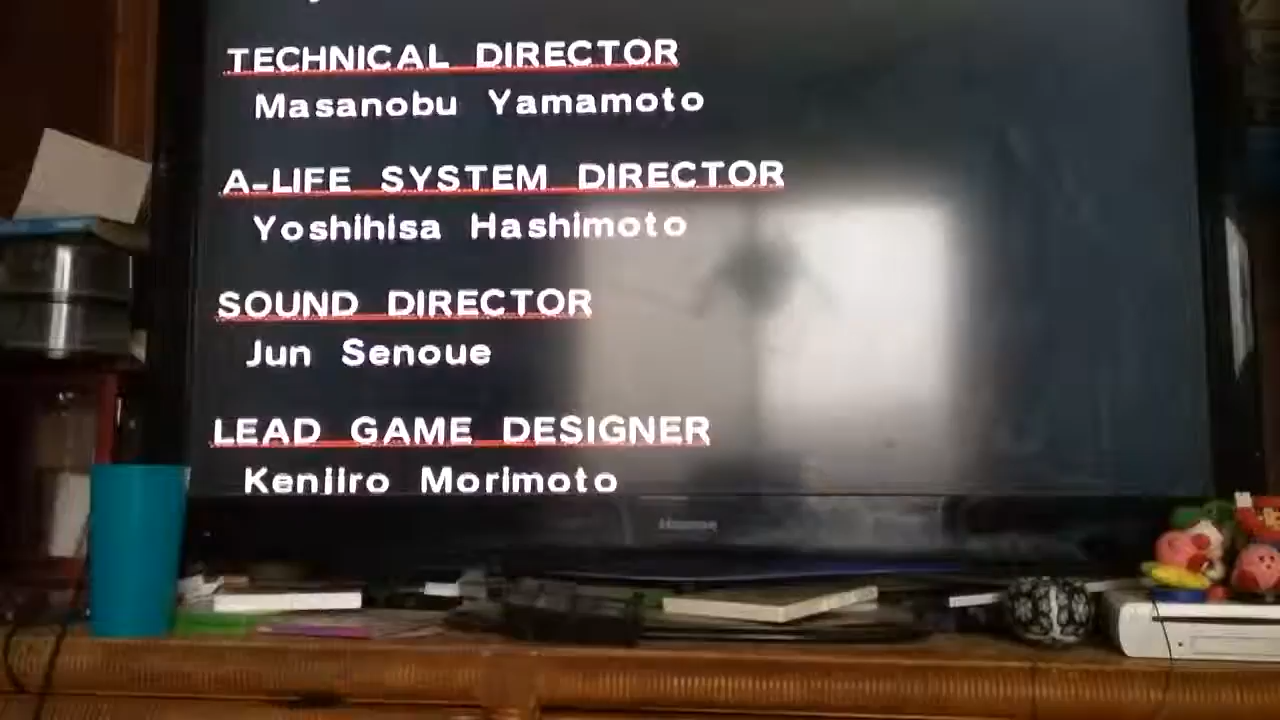 TECHNICAL DIRECTOR
Masanobu Yamamoto
A-LIFE SYSTEM DIRECTOR
Yoshihisa Hashimoto
SOUND DIRECTOR
Jun Senoue
LEAD GAME DESIGNER
Kenjiro Morimoto